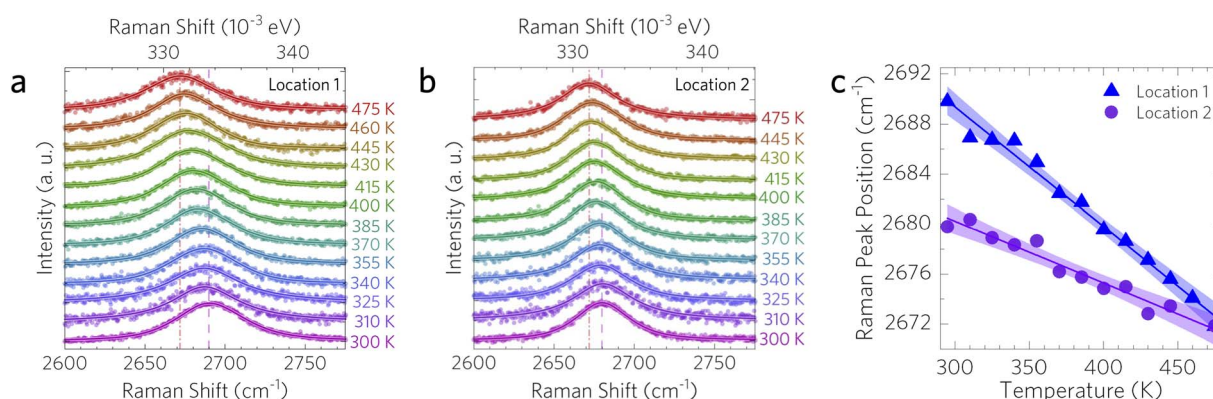 a
Raman Shift (10⁻³ eV)
330 340
Location 1
475 K
460 K
445 K
430 K
415 K
400 K
385 K
370 K
355 K
340 K
325 K
310 K
300 K
Intensity (a. u.)
2600 2650 2700 2750
Raman Shift (cm⁻¹)
b
Raman Shift (10⁻³ eV)
330 340
Location 2
475 K
445 K
430 K
415 K
400 K
385 K
370 K
355 K
340 K
325 K
310 K
300 K
Intensity (a. u.)
2600 2650 2700 2750
Raman Shift (cm⁻¹)
c
Raman Peak Position (cm⁻¹)
2692
2688
2684
2680
2676
2672
Location 1
Location 2
300 350 400 450
Temperature (K)